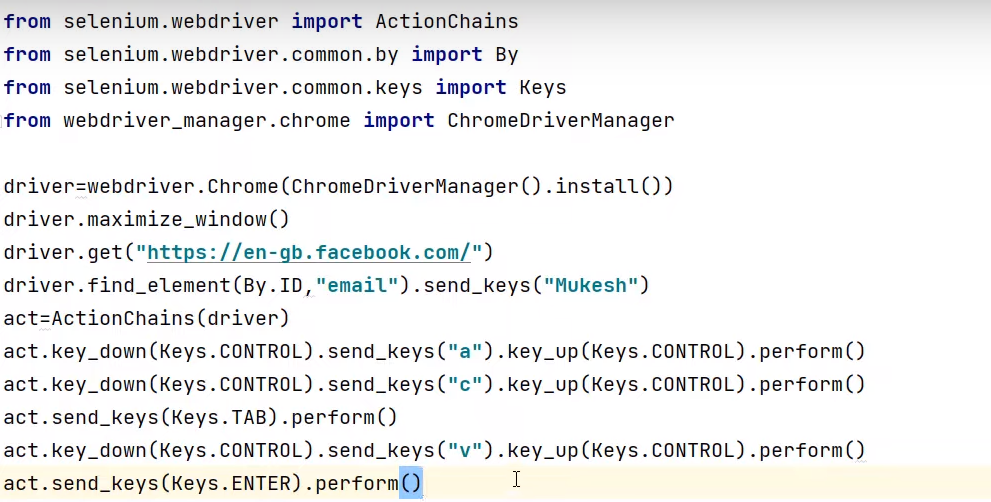 from selenium.webdriver import ActionChains
from selenium.webdriver.common.by import By
from selenium.webdriver.common.keys import Keys
from webdriver_manager.chrome import ChromeDriverManager
driver=webdriver.Chrome(ChromeDriverManager().install())
driver.maximize_window()
driver.get("https://en-gb.facebook.com/")
driver.find_element(By.ID,"email").send_keys("Mukesh")
act=ActionChains(driver)
act.key_down(Keys.CONTROL).send_keys("a").key_up(Keys.CONTROL).perform()
act.key_down(Keys.CONTROL).send_keys("c").key_up(Keys.CONTROL).perform()
act.send_keys(Keys.TAB).perform()
act.key_down(Keys.CONTROL).send_keys("v").key_up(Keys.CONTROL).perform()
act.send_keys(Keys.ENTER).perform()